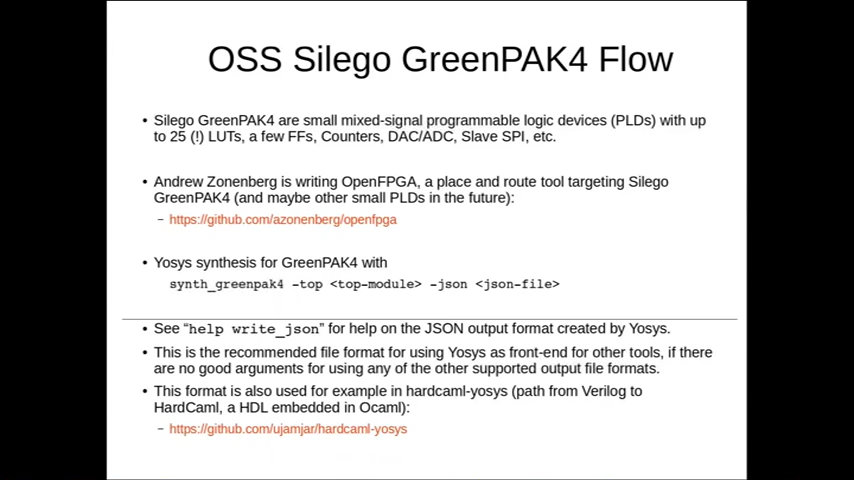 OSS Silego GreenPAK4 Flow
• Silego GreenPAK4 are small mixed-signal programmable logic devices (PLDs) with up
to 25 (!) LUTs, a few FFs, Counters, DAC/ADC, Slave SPI, etc.
• Andrew Zonenberg is writing OpenFPGA, a place and route tool targeting Silego
GreenPAK4 (and maybe other small PLDs in the future):
– https://github.com/azonenberg/openfpga
• Yosys synthesis for GreenPAK4 with
synth_greenpak4 -top <top-module> -json <json-file>
• See “help write_json” for help on the JSON output format created by Yosys.
• This is the recommended file format for using Yosys as front-end for other tools, if there
are no good arguments for using any of the other supported output file formats.
• This format is also used for example in hardcaml-yosys (path from Verilog to
HardCaml, a HDL embedded in Ocaml):
– https://github.com/ujamjar/hardcaml-yosys